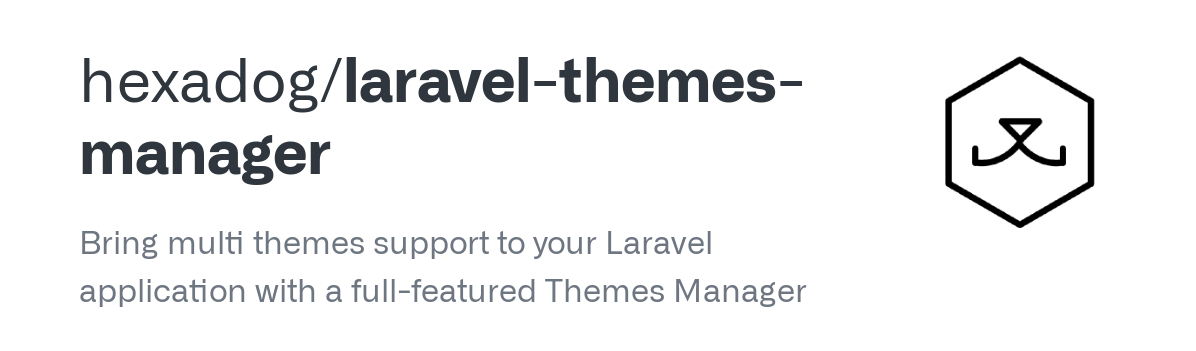 hexadog/laravel-themes-
manager
Bring multi themes support to your Laravel
application with a full-featured Themes Manager